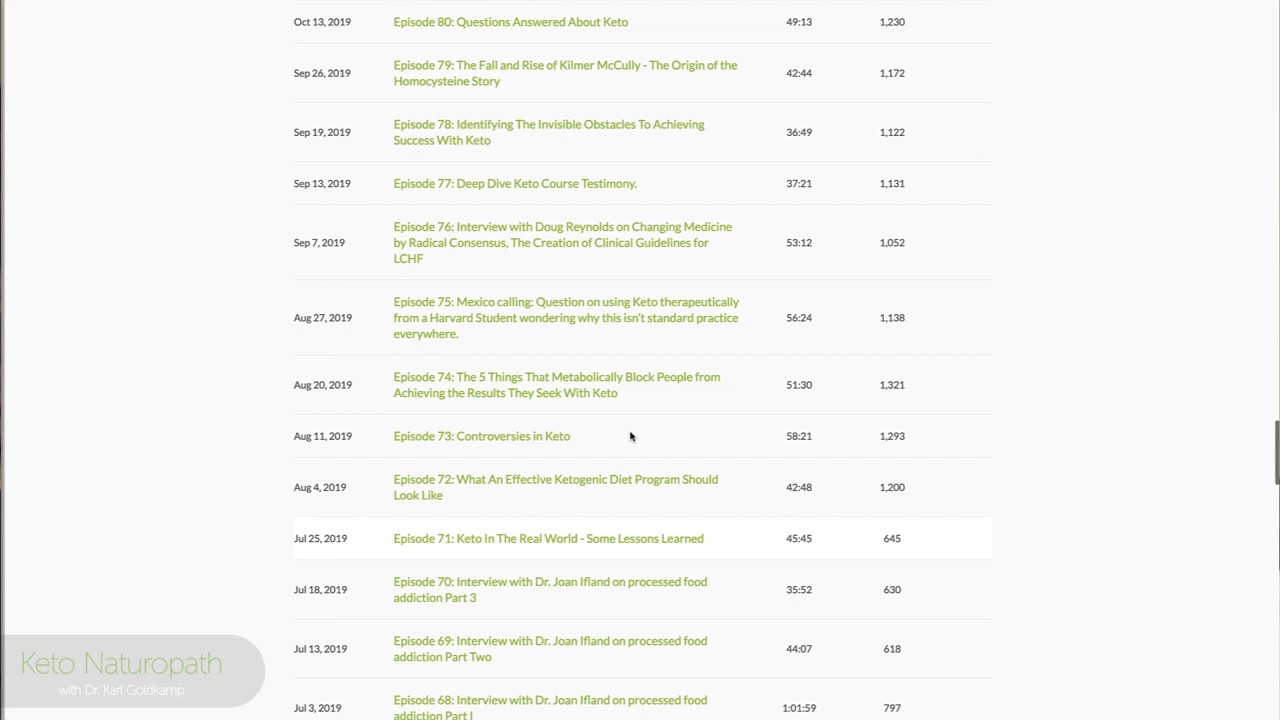 Oct 13, 2019 Episode 80: Questions Answered About Keto 49:13 1,230
Sep 26, 2019 Episode 79: The Fall and Rise of Kilmer McCully - The Origin of the 42:44 1,172
Homocysteine Story
Sep 19, 2019 Episode 78: Identifying The Invisible Obstacles To Achieving 36:49 1,122
Success With Keto
Sep 13, 2019 Episode 77: Deep Dive Keto Course Testimony. 37:21 1,131
Sep 7, 2019 Episode 76: Interview with Doug Reynolds on Changing Medicine 53:12 1,052
by Radical Consensus, The Creation of Clinical Guidelines for
LCHF
Aug 27, 2019 Episode 75: Mexico calling: Question on using Keto therapeutically 56:24 1,138
from a Harvard Student wondering why this isn't standard practice
everywhere.
Aug 20, 2019 Episode 74: The 5 Things That Metabolically Block People from 51:30 1,321
Achieving the Results They Seek With Keto
Aug 11, 2019 Episode 73: Controversies in Keto 58:21 1,293
Aug 4, 2019 Episode 72: What An Effective Ketogenic Diet Program Should 42:48 1,200
Look Like
Jul 25, 2019 Episode 71: Keto In The Real World - Some Lessons Learned 45:45 645
Jul 18, 2019 Episode 70: Interview with Dr. Joan Ifland on processed food 35:52 630
addiction Part 3
Jul 13, 2019 Episode 69: Interview with Dr. Joan Ifland on processed food 44:07 618
addiction Part Two
Jul 3, 2019 Episode 68: Interview with Dr. Joan Ifland on processed food 1:01:59 797
addiction Part I
Keto Naturopath
with Dr. Karl Goldkamp